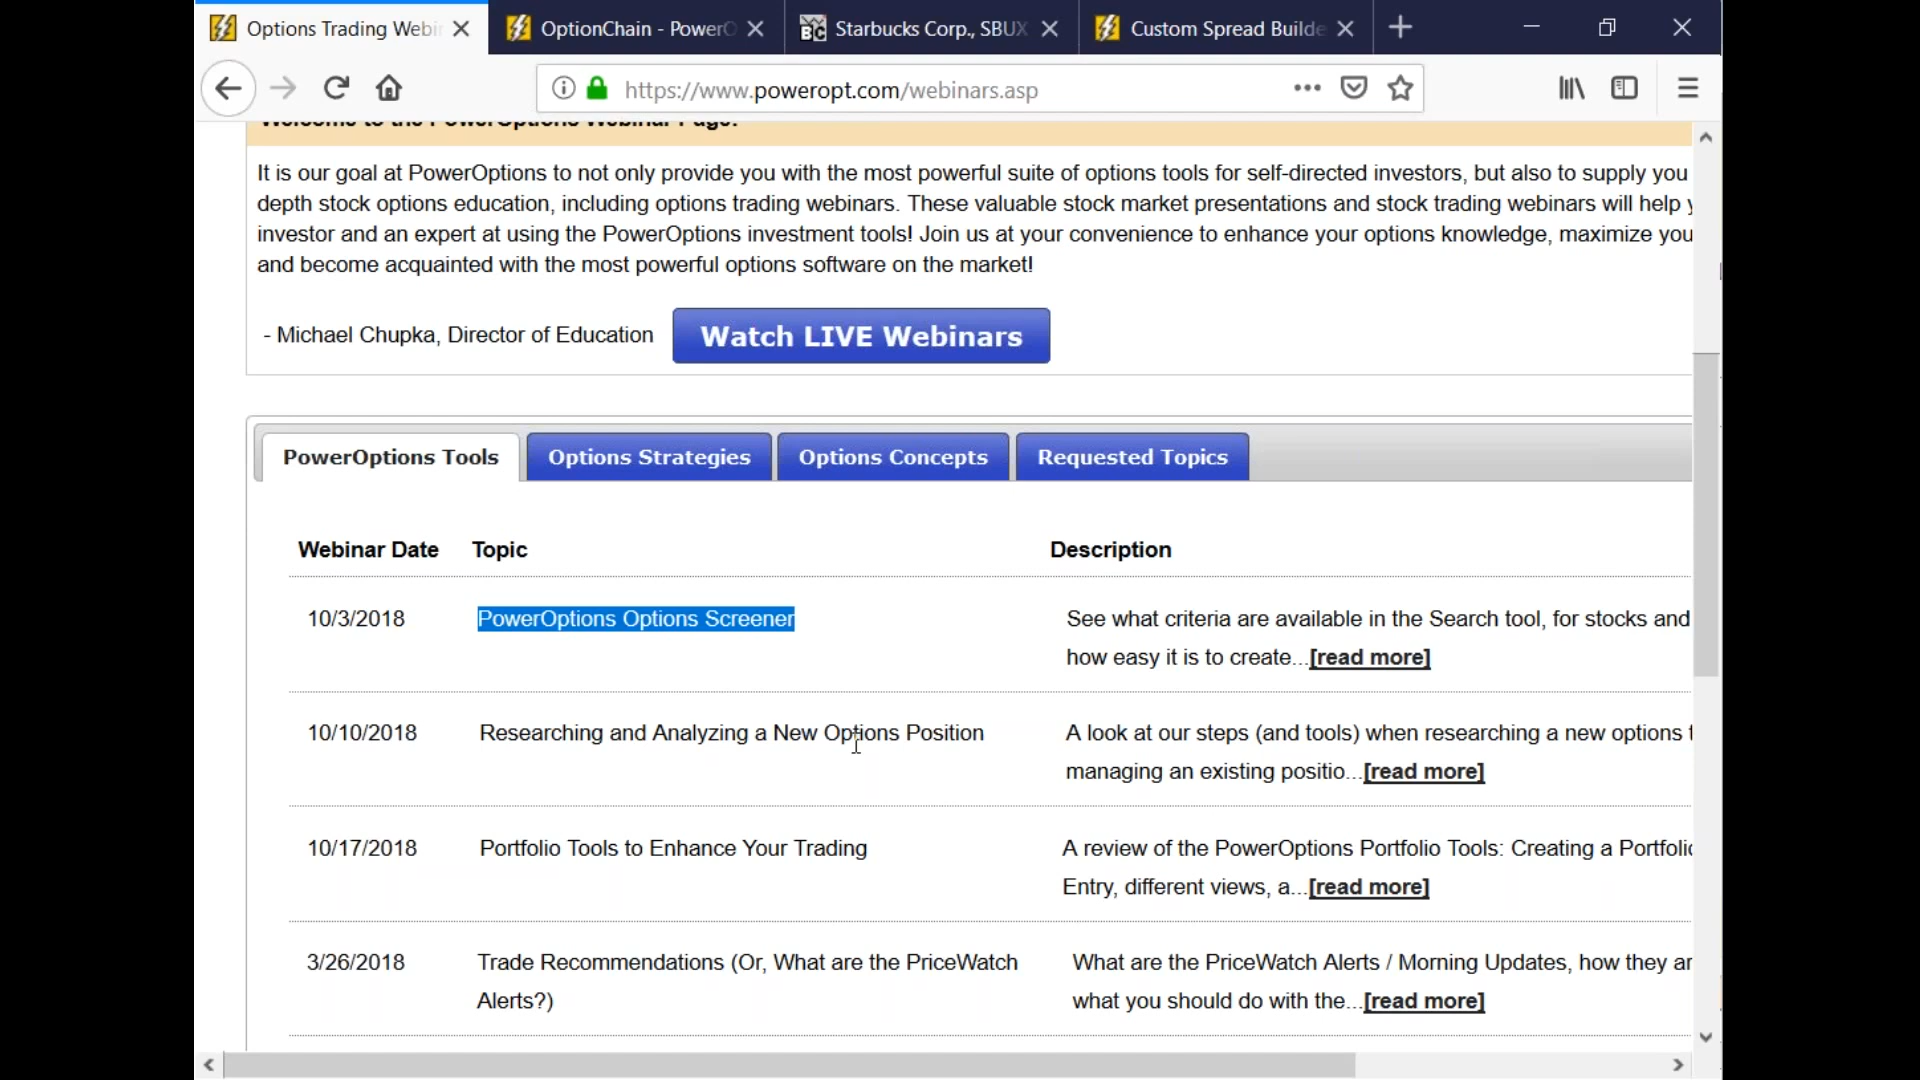 Options Trading Webi
OptionChain - PowerO
Starbucks Corp., SBUX
Custom Spread Builde
https://www.poweropt.com/webinars.asp
Welcome to the PowerOptions Webinar Page!
It is our goal at PowerOptions to not only provide you with the most powerful suite of options tools for self-directed investors, but also to supply you
depth stock options education, including options trading webinars. These valuable stock market presentations and stock trading webinars will help y
investor and an expert at using the PowerOptions investment tools! Join us at your convenience to enhance your options knowledge, maximize you
and become acquainted with the most powerful options software on the market!
- Michael Chupka, Director of Education
Watch LIVE Webinars
PowerOptions Tools
Options Strategies
Options Concepts
Requested Topics
Webinar Date Topic Description
10/3/2018 PowerOptions Options Screener See what criteria are available in the Search tool, for stocks and
how easy it is to create...[read more]
10/10/2018 Researching and Analyzing a New Options Position A look at our steps (and tools) when researching a new options t
managing an existing positio...[read more]
10/17/2018 Portfolio Tools to Enhance Your Trading A review of the PowerOptions Portfolio Tools: Creating a Portfolio
Entry, different views, a...[read more]
3/26/2018 Trade Recommendations (Or, What are the PriceWatch What are the PriceWatch Alerts / Morning Updates, how they ar
Alerts?) what you should do with the...[read more]